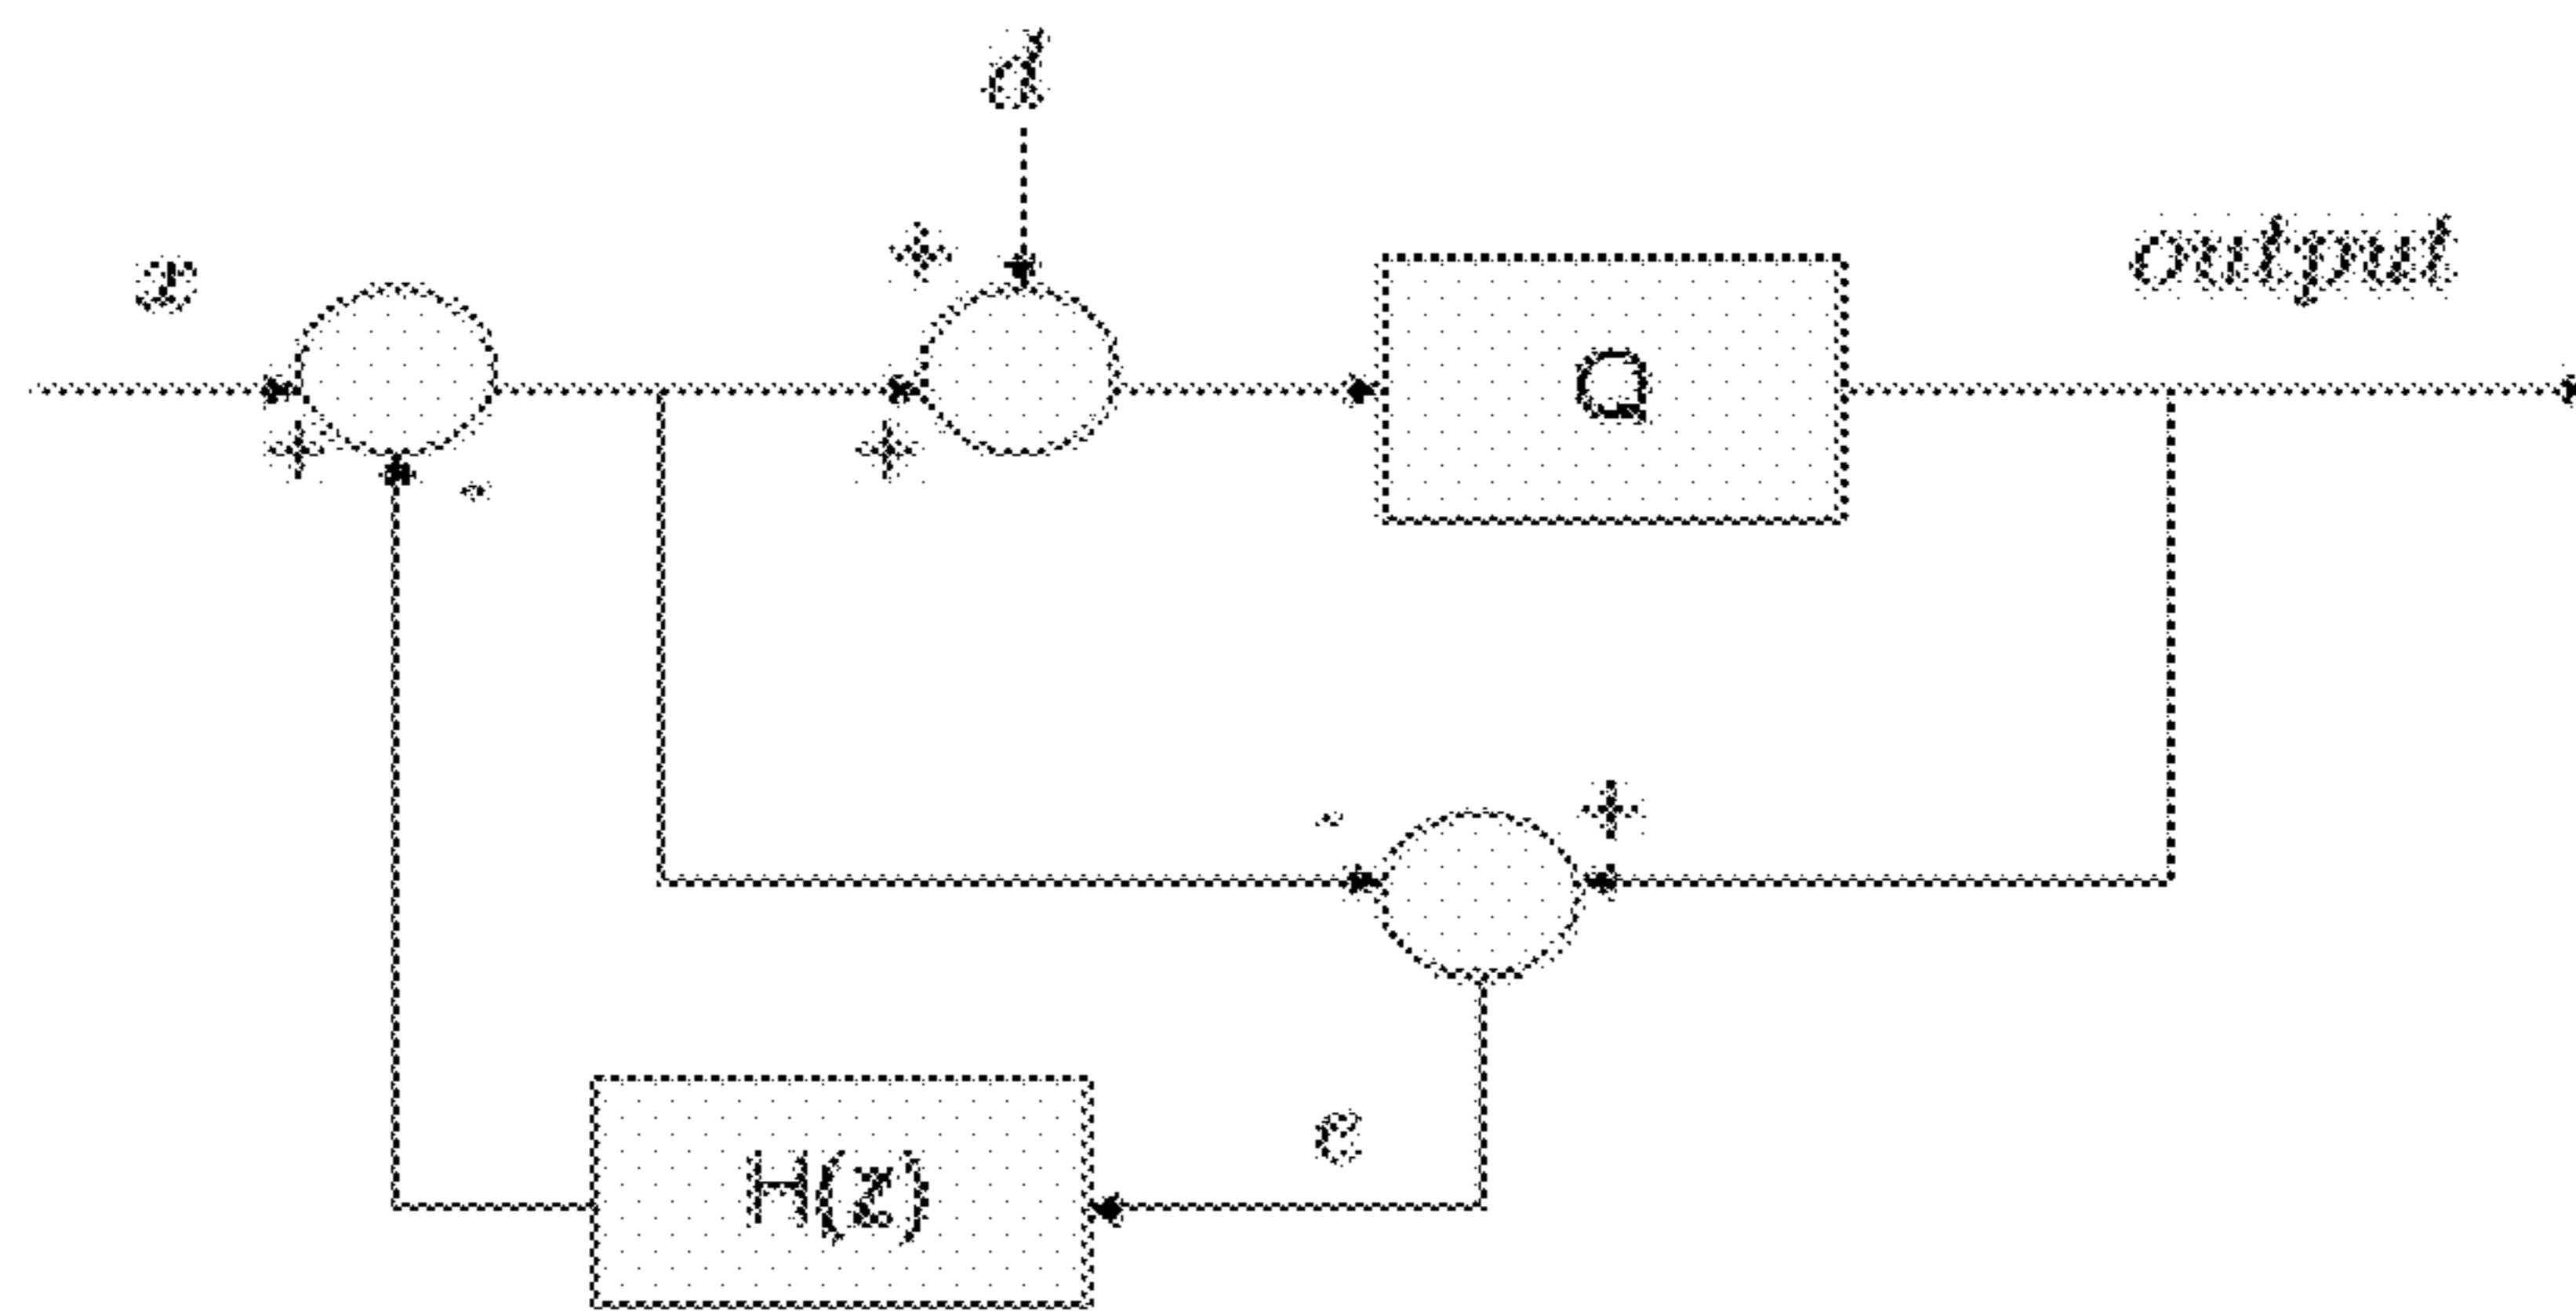 d
+
output
+
+
-
Q
-
+
e
H(z)